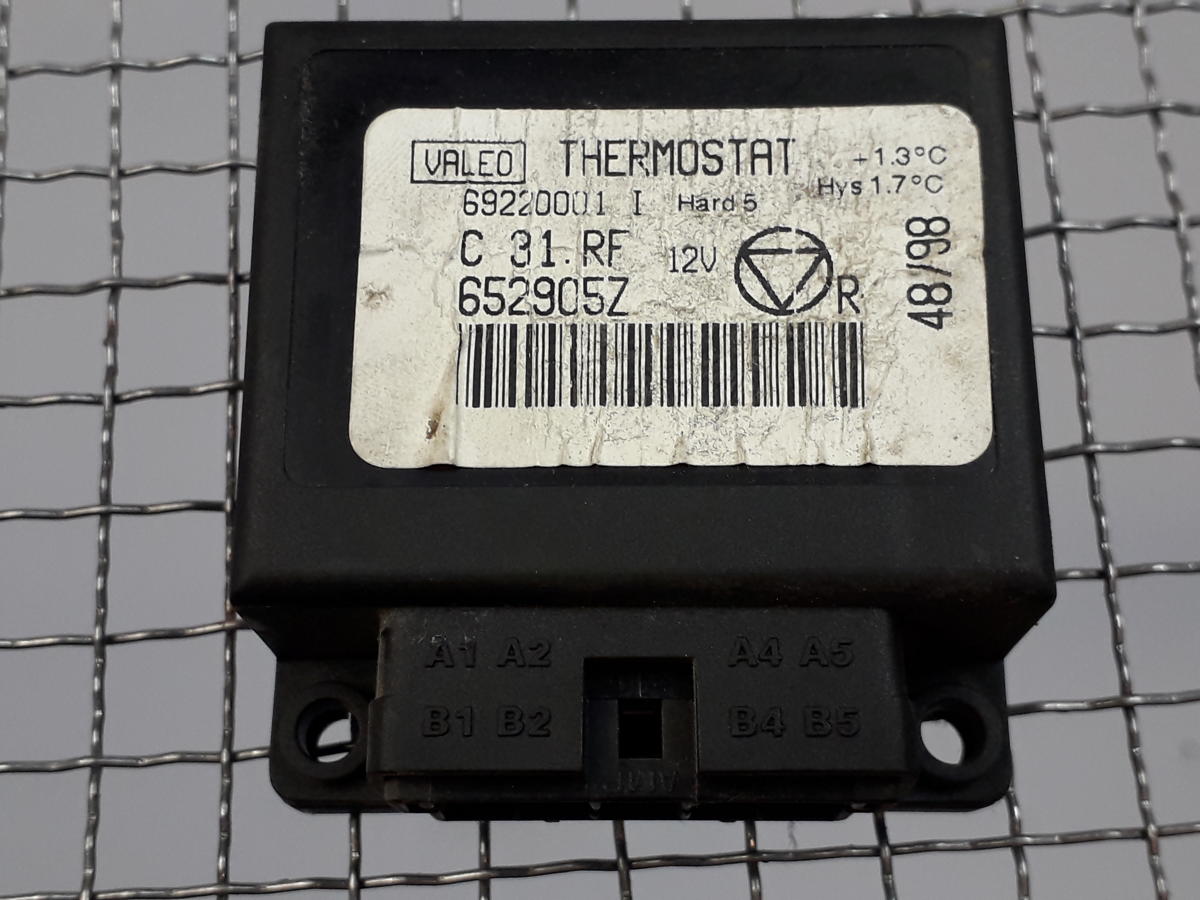 VALEO THERMOSTAT +1.3°C
69220001 I Hard 5 Hys 1.7°C
C 31.RF 12V
652905Z R
48/98
A1 A2 A4 A5
B1 B2 B4 B5